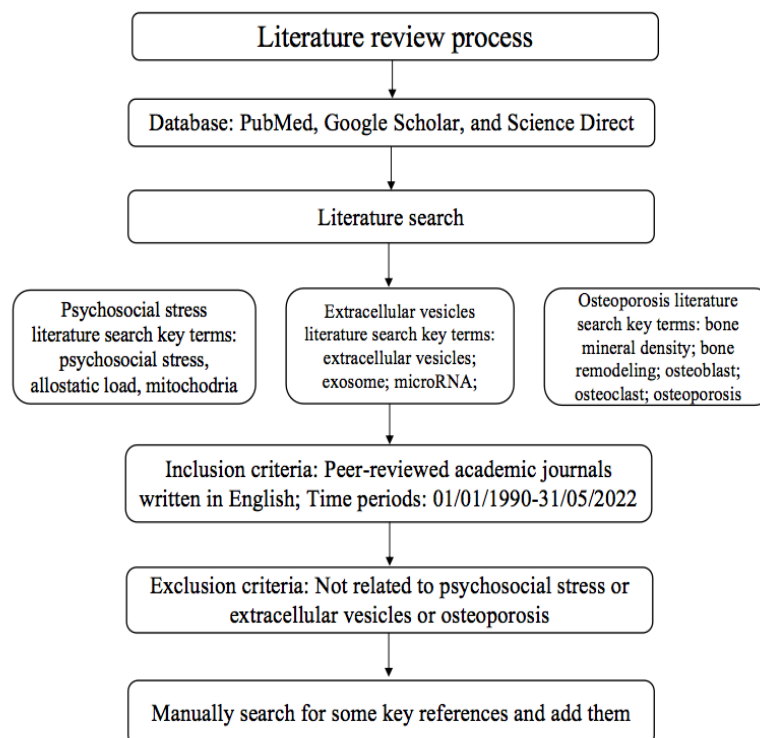 Literature review process
Database: PubMed, Google Scholar, and Science Direct
Literature search
Psychosocial stress
literature search key terms:
psychosocial stress,
allostatic load, mitochodria
Extracellular vesicles
literature search key terms:
extracellular vesicles;
exosome; microRNA;
Osteoporosis literature
search key terms: bone
mineral density; bone
remodeling; osteoblast;
osteoclast; osteoporosis
Inclusion criteria: Peer-reviewed academic journals
written in English; Time periods: 01/01/1990-31/05/2022
Exclusion criteria: Not related to psychosocial stress or
extracellular vesicles or osteoporosis
Manually search for some key references and add them